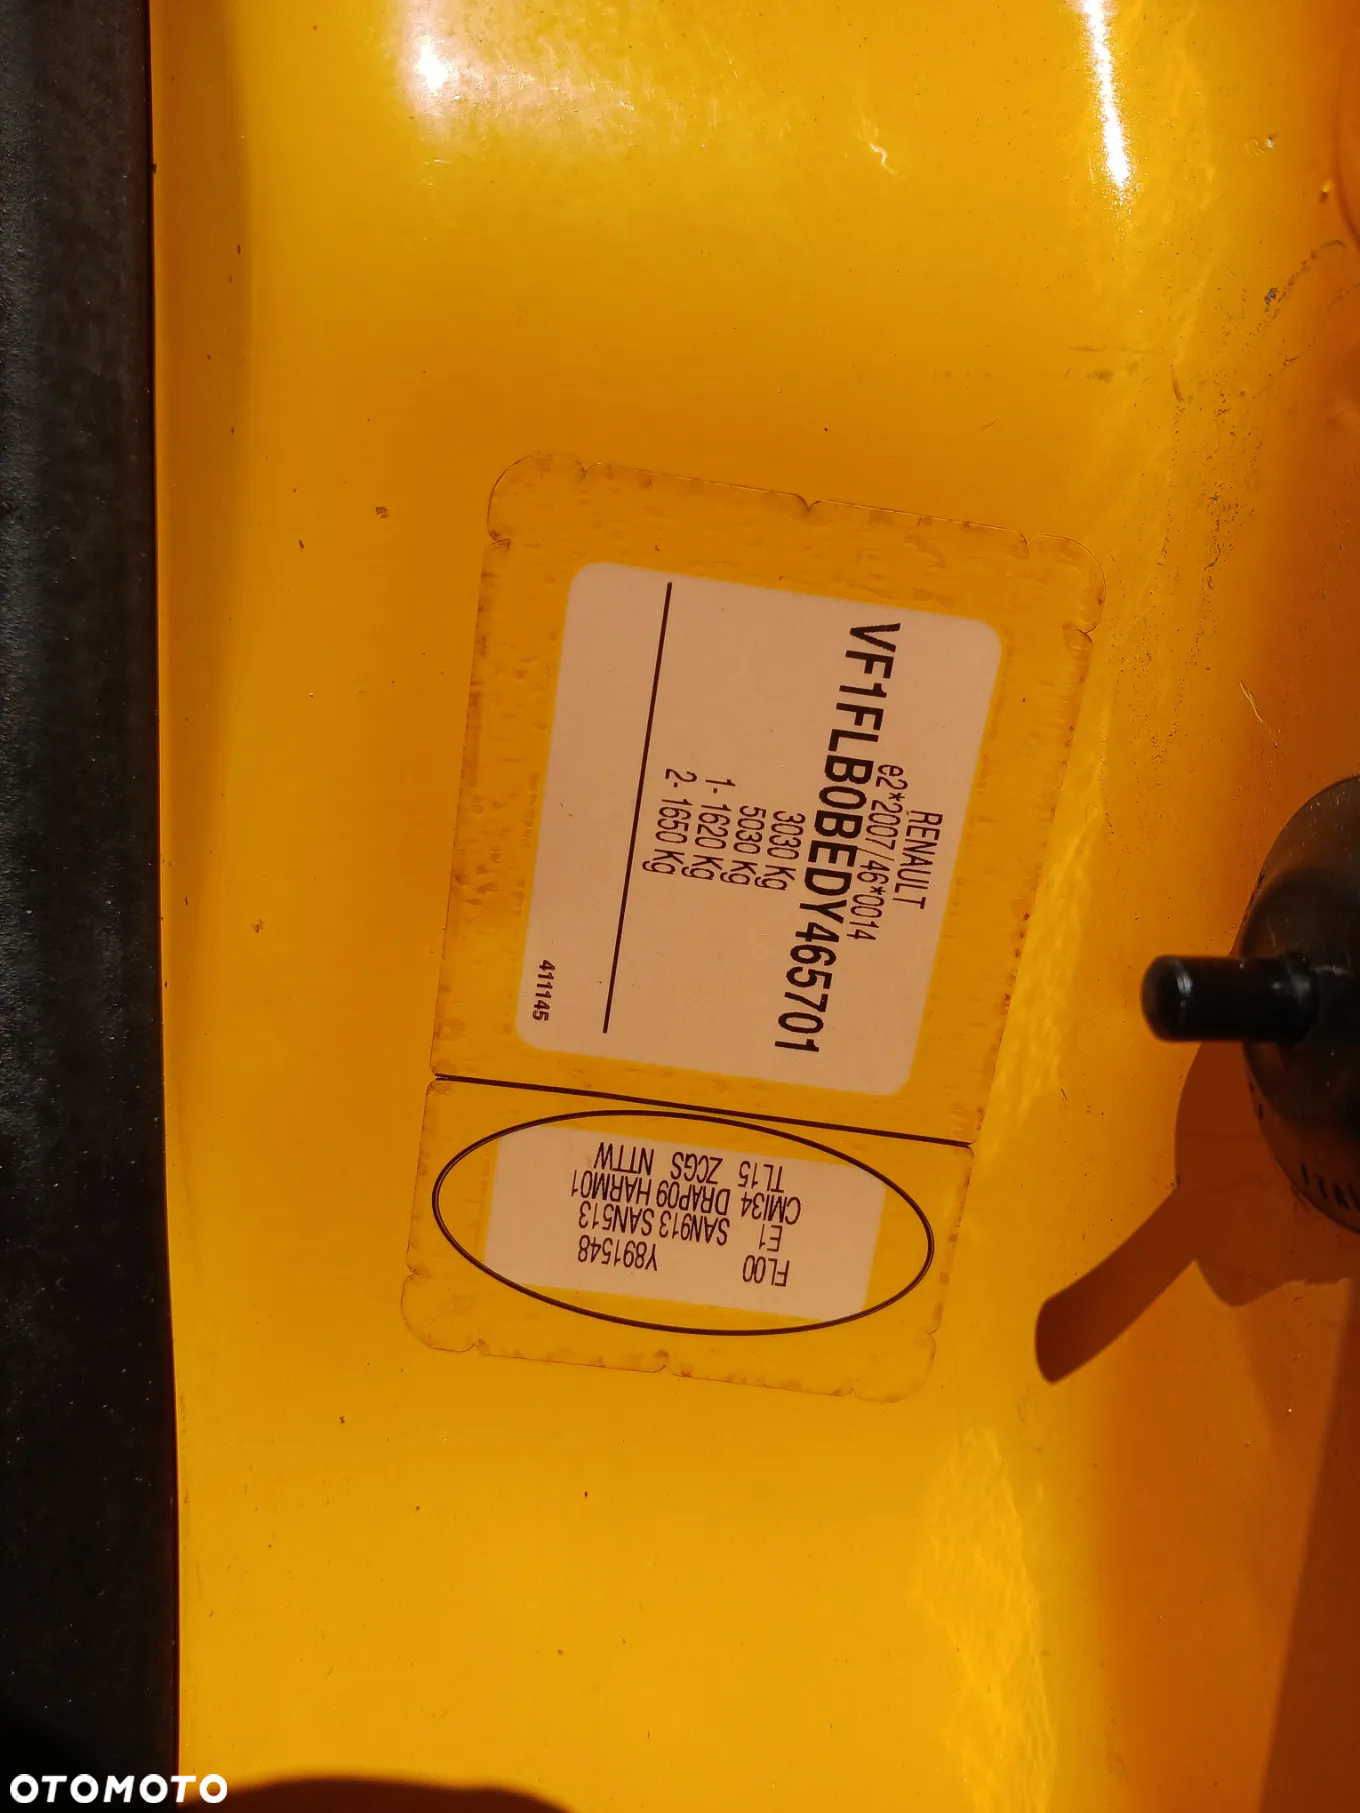 RENAULT
e2*2007/46*0014
VF1FLB0BEDY465701
3030 Kg
5030 Kg
1- 1620 Kg
2- 1650 Kg
411145
FL00 Y891548
E1 SAN913 SAN513
CMI34 DRAP09 HARM01
TL15 ZCGS NTTW
OTOMOTO